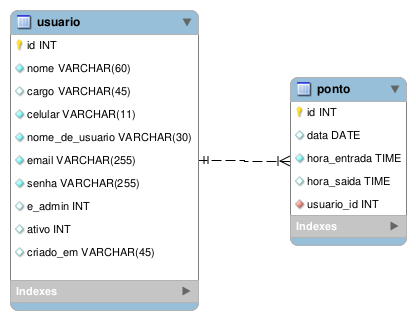 usuario
id INT
nome VARCHAR(60)
cargo VARCHAR(45)
celular VARCHAR(11)
nome_de_usuario VARCHAR(30)
email VARCHAR(255)
senha VARCHAR(255)
e_admin INT
ativo INT
criado_em VARCHAR(45)
Indexes
ponto
id INT
data DATE
hora_entrada TIME
hora_saida TIME
usuario_id INT
Indexes